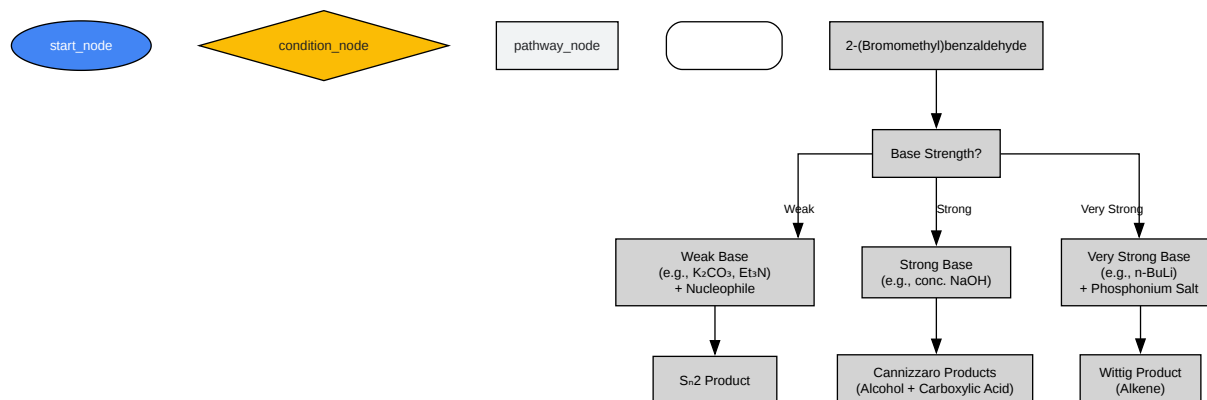 start_node
condition_node
pathway_node
2-(Bromomethyl)benzaldehyde
Base Strength?
Weak
Strong
Very Strong
Weak Base
(e.g., K₂CO₃, Et₃N)
+ Nucleophile
Strong Base
(e.g., conc. NaOH)
Very Strong Base
(e.g., n-BuLi)
+ Phosphonium Salt
Sₙ2 Product
Cannizzaro Products
(Alcohol + Carboxylic Acid)
Wittig Product
(Alkene)